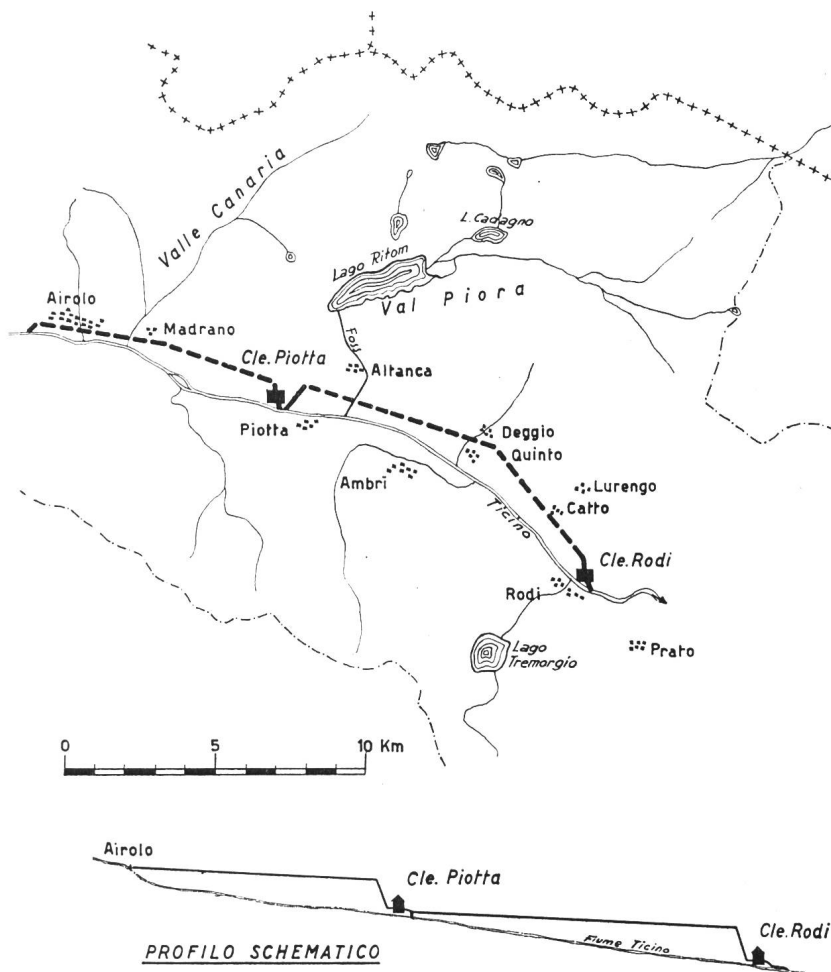 Valle Canaria
L. Cadagno
Lago Ritom
Val Piora
Airolo
Madrano
Foss
Cle. Piotta
Altanca
Piotta
Deggio
Quinto
Ambrì
Lurengo
Catto
Ticino
Cle. Rodi
Rodi
Lago
Tremorgio
Prato
0 5 10 Km
Airolo
Cle. Piotta
Cle. Rodi
Fiume Ticino
PROFILO SCHEMATICO